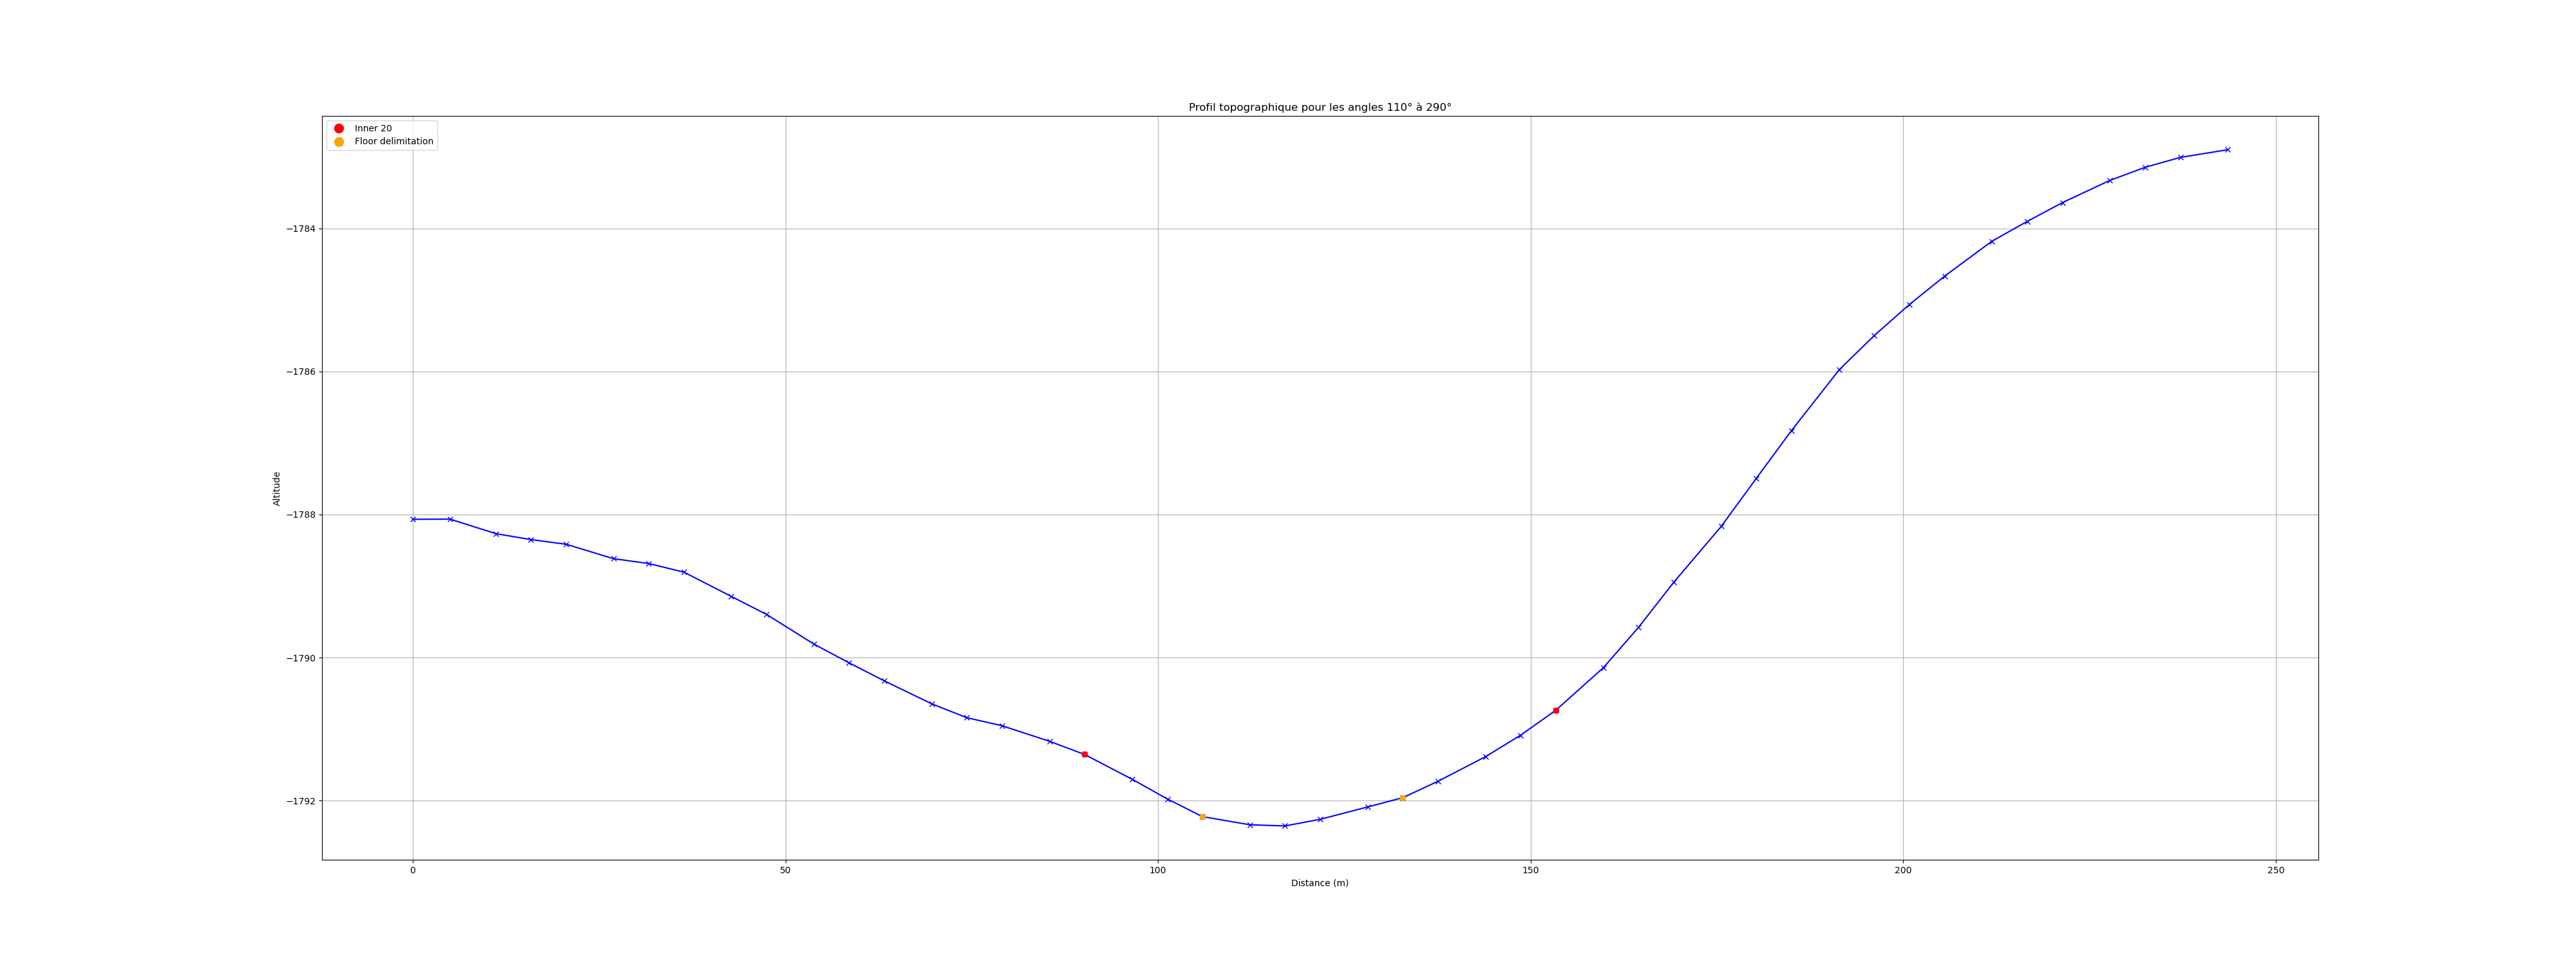 Profil topographique pour les angles 110° à 290°
Inner 20
Floor delimitation
−1784
−1786
−1788
−1790
−1792
Altitude
0 50 100 150 200 250
Distance (m)